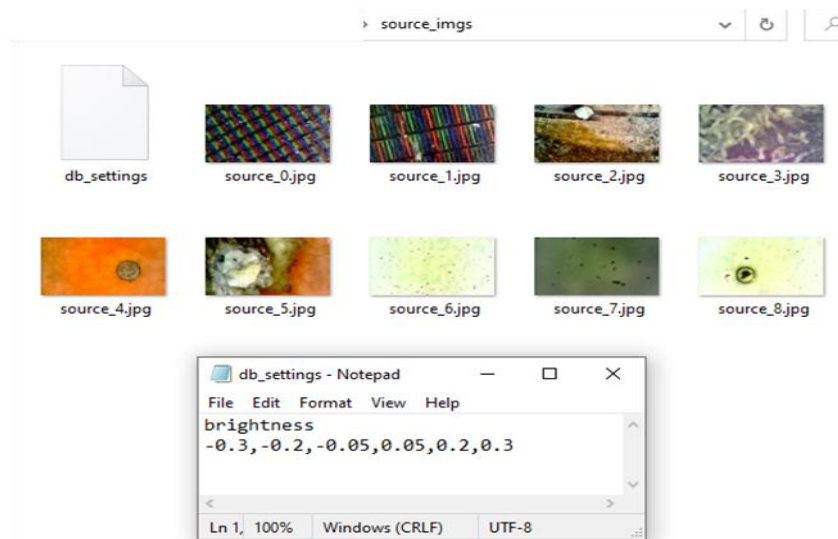 source_imgs
db_settings
source_0.jpg
source_1.jpg
source_2.jpg
source_3.jpg
source_4.jpg
source_5.jpg
source_6.jpg
source_7.jpg
source_8.jpg
db_settings - Notepad
File Edit Format View Help
brightness
-0.3,-0.2,-0.05,0.05,0.2,0.3
Ln 1, 100% Windows (CRLF) UTF-8